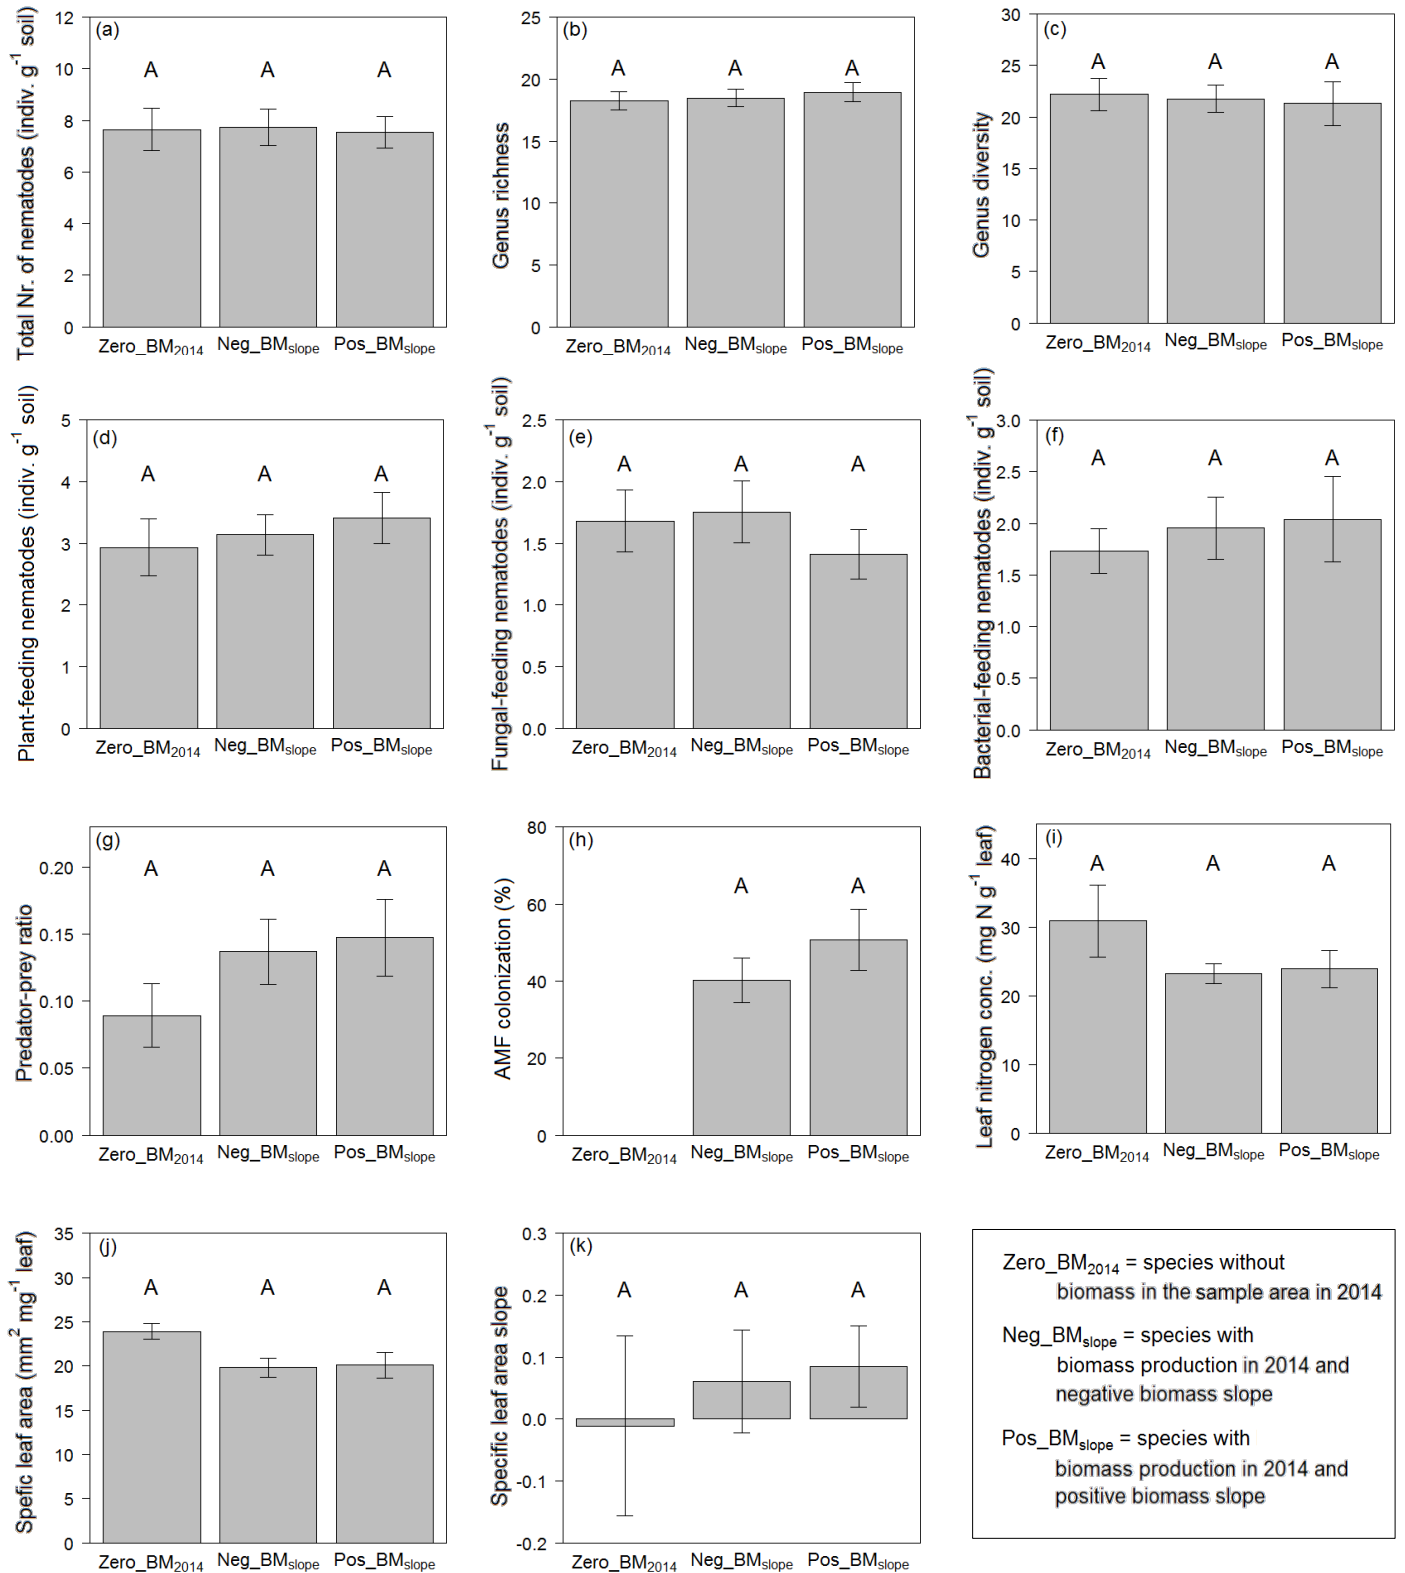 (a)
Total Nr. of nematodes (indiv. g⁻¹ soil)
12
10
8
6
4
2
0
A A A
Zero_BM₂₀₁₄ Neg_BMslope Pos_BMslope
(b)
Genus richness
25
20
15
10
5
0
A A A
Zero_BM₂₀₁₄ Neg_BMslope Pos_BMslope
(c)
Genus diversity
30
25
20
15
10
5
0
A A A
Zero_BM₂₀₁₄ Neg_BMslope Pos_BMslope
(d)
Plant-feeding nematodes (indiv. g⁻¹ soil)
5
4
3
2
1
0
A A A
Zero_BM₂₀₁₄ Neg_BMslope Pos_BMslope
(e)
Fungal-feeding nematodes (indiv. g⁻¹ soil)
2.5
2.0
1.5
1.0
0.5
0.0
A A A
Zero_BM₂₀₁₄ Neg_BMslope Pos_BMslope
(f)
Bacterial-feeding nematodes (indiv. g⁻¹ soil)
3.0
2.5
2.0
1.5
1.0
0.5
0.0
A A A
Zero_BM₂₀₁₄ Neg_BMslope Pos_BMslope
(g)
Predator-prey ratio
0.20
0.15
0.10
0.05
0.00
A A A
Zero_BM₂₀₁₄ Neg_BMslope Pos_BMslope
(h)
AMF colonization (%)
80
60
40
20
0
A A
Zero_BM₂₀₁₄ Neg_BMslope Pos_BMslope
(i)
Leaf nitrogen conc. (mg N g⁻¹ leaf)
40
30
20
10
0
A A A
Zero_BM₂₀₁₄ Neg_BMslope Pos_BMslope
(j)
Spefic leaf area (mm² mg⁻¹ leaf)
35
30
25
20
15
10
5
0
A A A
Zero_BM₂₀₁₄ Neg_BMslope Pos_BMslope
(k)
Specific leaf area slope
0.3
0.2
0.1
0.0
-0.1
-0.2
A A A
Zero_BM₂₀₁₄ Neg_BMslope Pos_BMslope
Zero_BM₂₀₁₄ = species without
biomass in the sample area in 2014
Neg_BMslope = species with
biomass production in 2014 and
negative biomass slope
Pos_BMslope = species with
biomass production in 2014 and
positive biomass slope